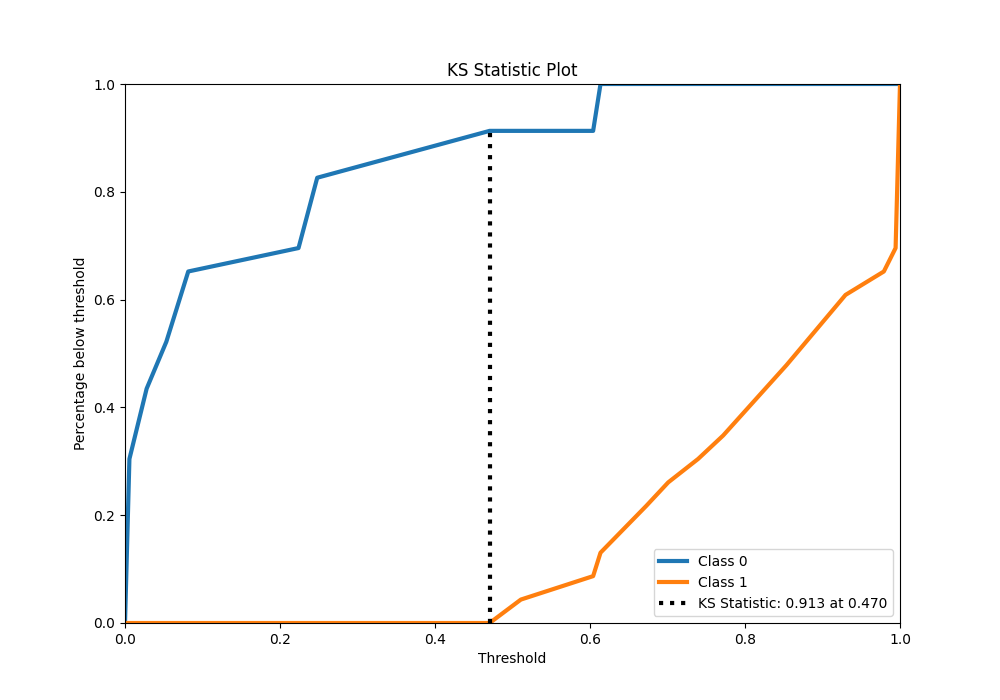 KS Statistic Plot
Percentage below threshold
1.0
0.8
0.6
0.4
0.2
0.0
0.0 0.2 0.4 0.6 0.8 1.0
Threshold
Class 0
Class 1
KS Statistic: 0.913 at 0.470